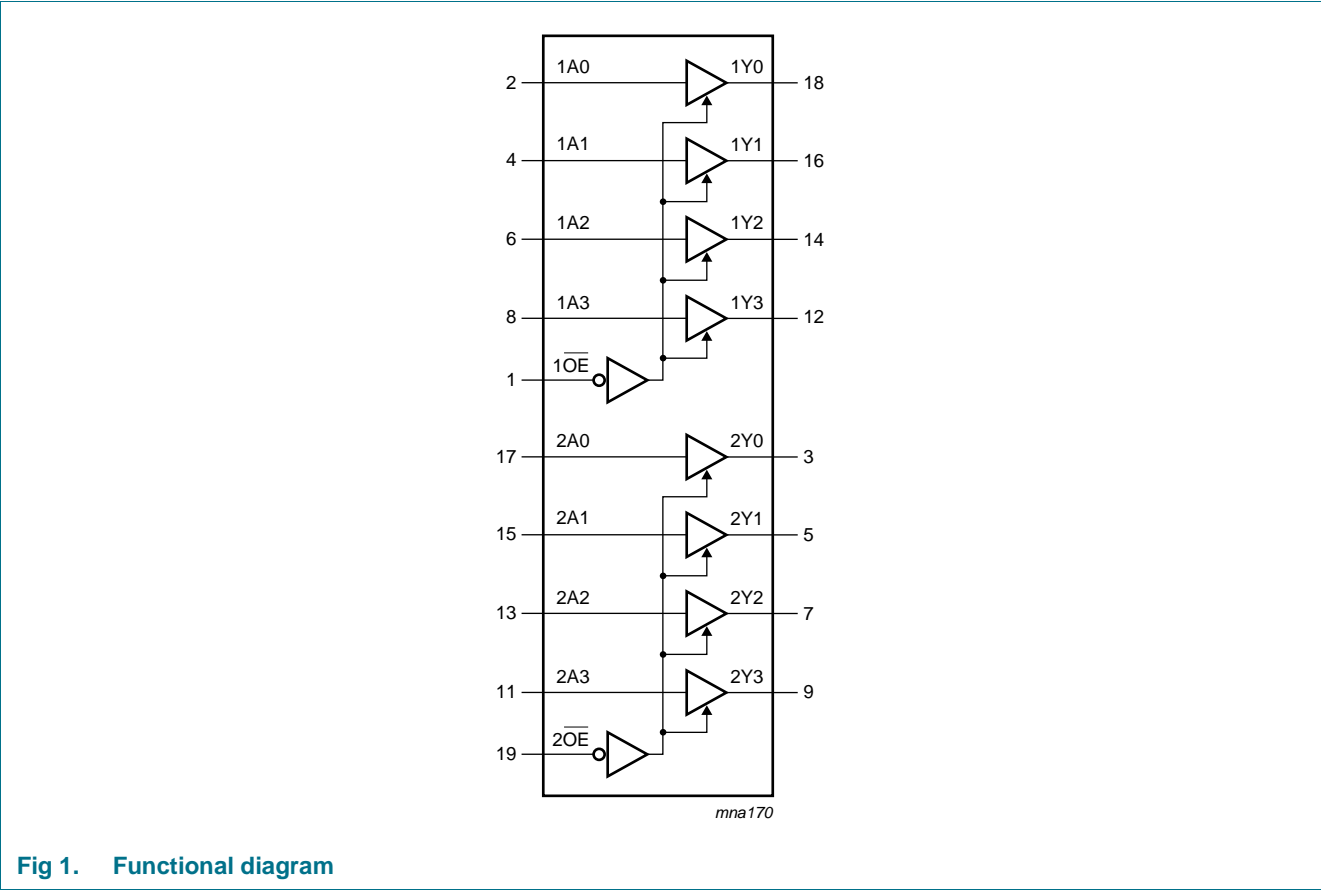 2 1A0 1Y0 18
4 1A1 1Y1 16
6 1A2 1Y2 14
8 1A3 1Y3 12
1 1O̅E̅
17 2A0 2Y0 3
15 2A1 2Y1 5
13 2A2 2Y2 7
11 2A3 2Y3 9
19 2O̅E̅
mna170
Fig 1. Functional diagram